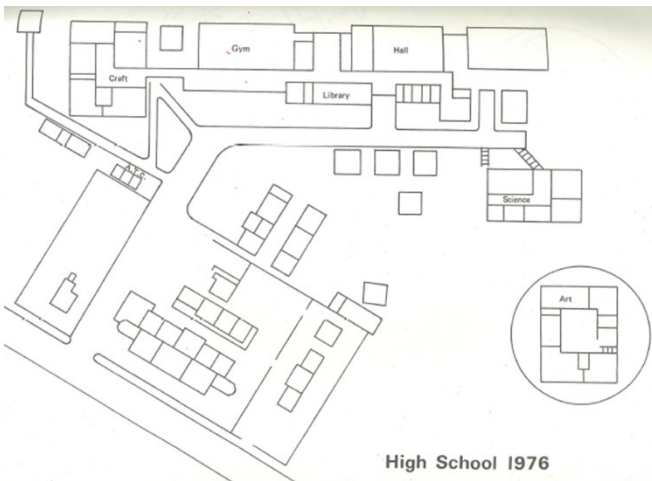 Gym
Hall
Craft
Library
A.V.C.
Science
Art
High School 1976